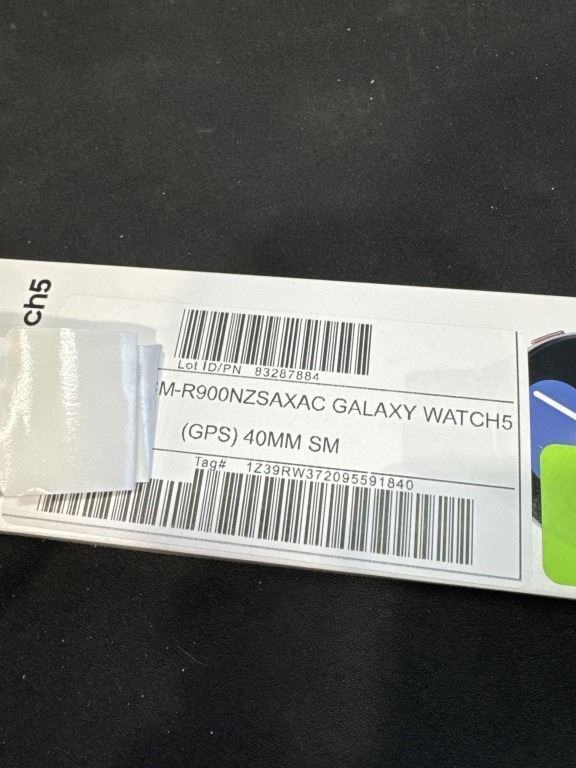 ch5
Lot ID/PN 83287884
M-R900NZSAXAC GALAXY WATCH5
(GPS) 40MM SM
Tag# 1Z39RW372095591840